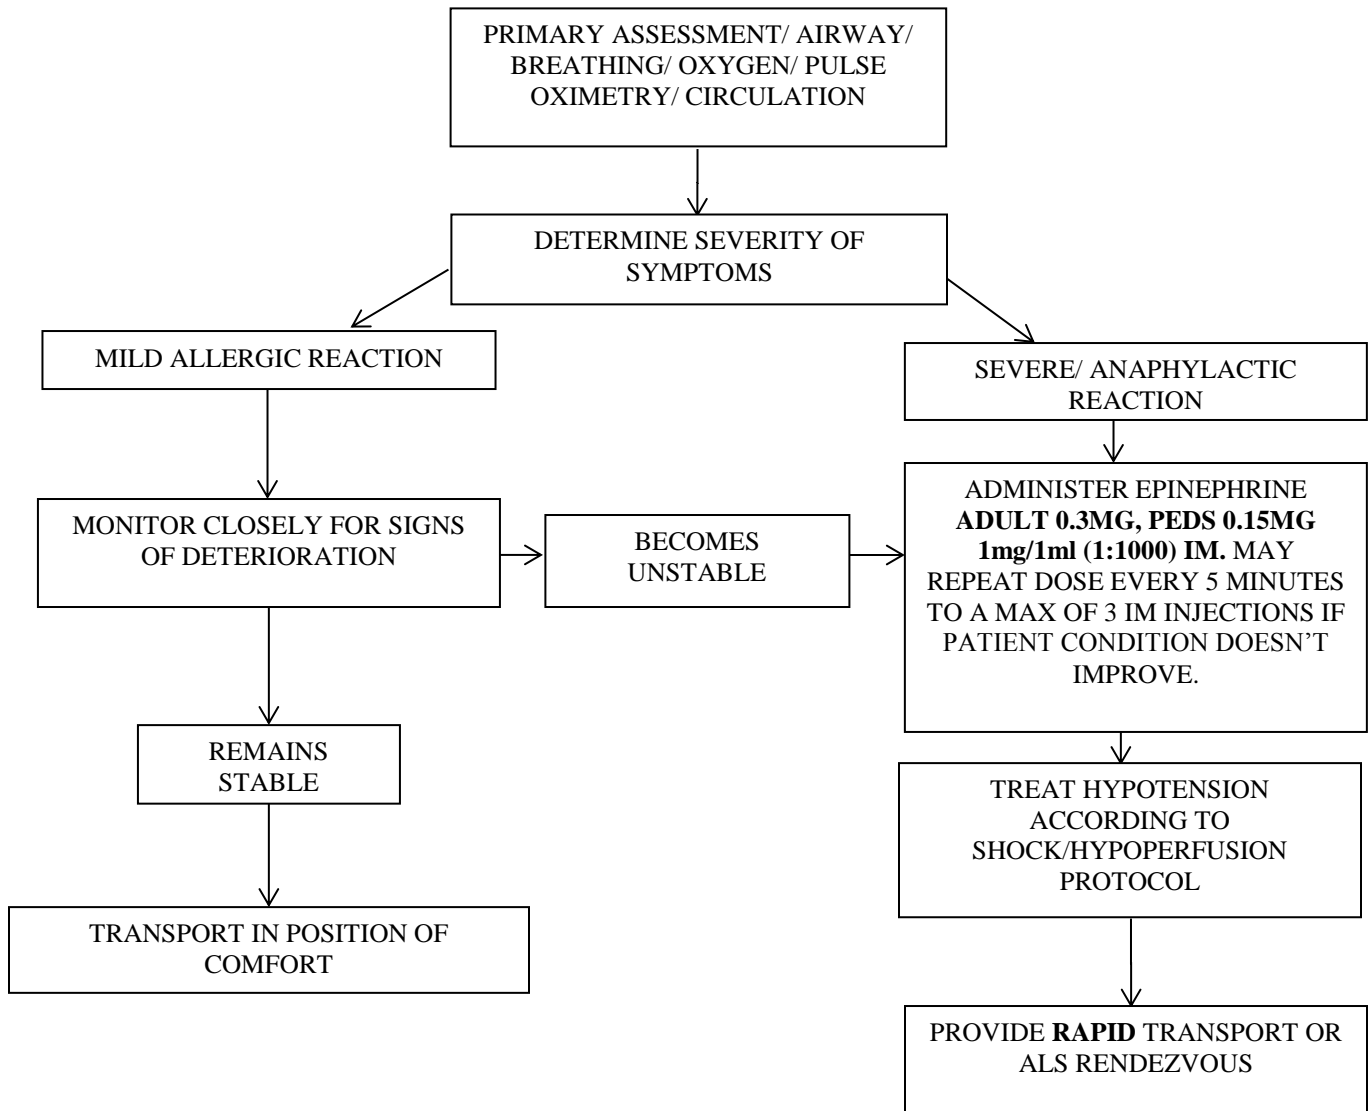 PRIMARY ASSESSMENT/ AIRWAY/
BREATHING/ OXYGEN/ PULSE
OXIMETRY/ CIRCULATION
DETERMINE SEVERITY OF
SYMPTOMS
MILD ALLERGIC REACTION
SEVERE/ ANAPHYLACTIC
REACTION
MONITOR CLOSELY FOR SIGNS
OF DETERIORATION
BECOMES
UNSTABLE
ADMINISTER EPINEPHRINE
ADULT 0.3MG, PEDS 0.15MG
1mg/1ml (1:1000) IM. MAY
REPEAT DOSE EVERY 5 MINUTES
TO A MAX OF 3 IM INJECTIONS IF
PATIENT CONDITION DOESN’T
IMPROVE.
REMAINS
STABLE
TREAT HYPOTENSION
ACCORDING TO
SHOCK/HYPOPERFUSION
PROTOCOL
TRANSPORT IN POSITION OF
COMFORT
PROVIDE RAPID TRANSPORT OR
ALS RENDEZVOUS